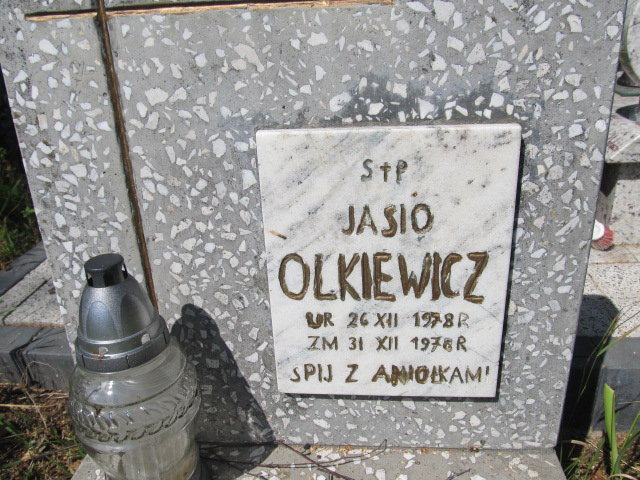 S†P
JASIO
OLKIEWICZ
UR 26 XII 1978 R
ZM 31 XII 1978 R
SPIJ Z ANIOŁKAMI